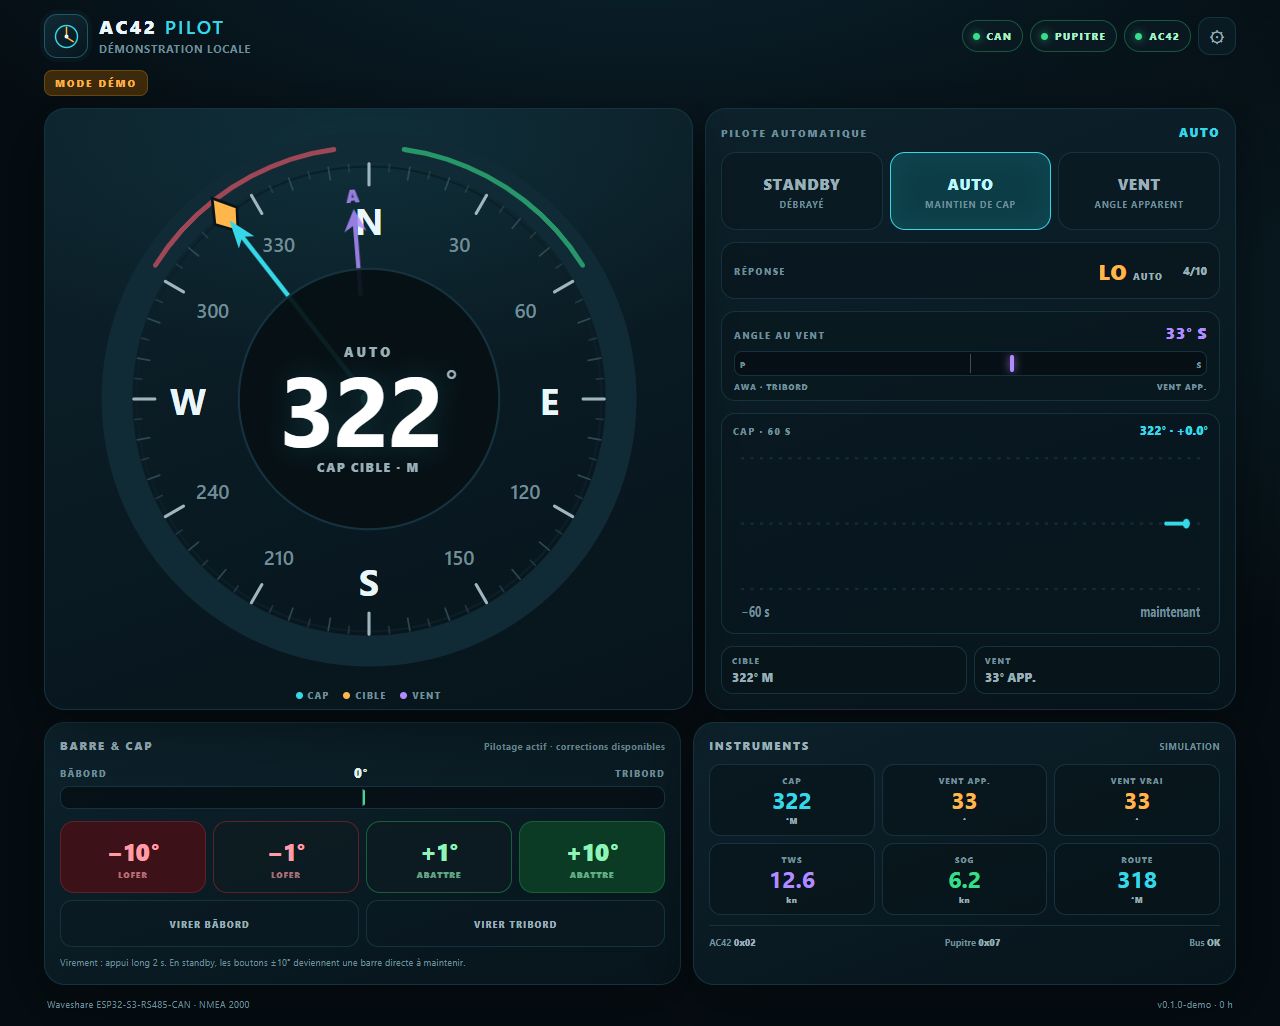 AC42 PILOT
DÉMONSTRATION LOCALE
CAN
PUPITRE
AC42
MODE DÉMO
N
30
60
E
120
150
S
210
240
W
300
330
A
AUTO
322°
CAP CIBLE · M
CAP
CIBLE
VENT
PILOTE AUTOMATIQUE
AUTO
STANDBY
DÉBRAYÉ
AUTO
MAINTIEN DE CAP
VENT
ANGLE APPARENT
RÉPONSE
LO AUTO
4/10
ANGLE AU VENT
33° S
P
S
AWA · TRIBORD
VENT APP.
CAP · 60 S
322° · +0.0°
−60 s
maintenant
CIBLE
322° M
VENT
33° APP.
BARRE & CAP
Pilotage actif · corrections disponibles
BÂBORD
0°
TRIBORD
−10°
LOFER
−1°
LOFER
+1°
ABATTRE
+10°
ABATTRE
VIRER BÂBORD
VIRER TRIBORD
Virement : appui long 2 s. En standby, les boutons ±10° deviennent une barre directe à maintenir.
INSTRUMENTS
SIMULATION
CAP
322
°M
VENT APP.
33
°
VENT VRAI
33
°
TWS
12.6
kn
SOG
6.2
kn
ROUTE
318
°M
AC42 0x02
Pupitre 0x07
Bus OK
Waveshare ESP32-S3-RS485-CAN · NMEA 2000
v0.1.0-demo · 0 h